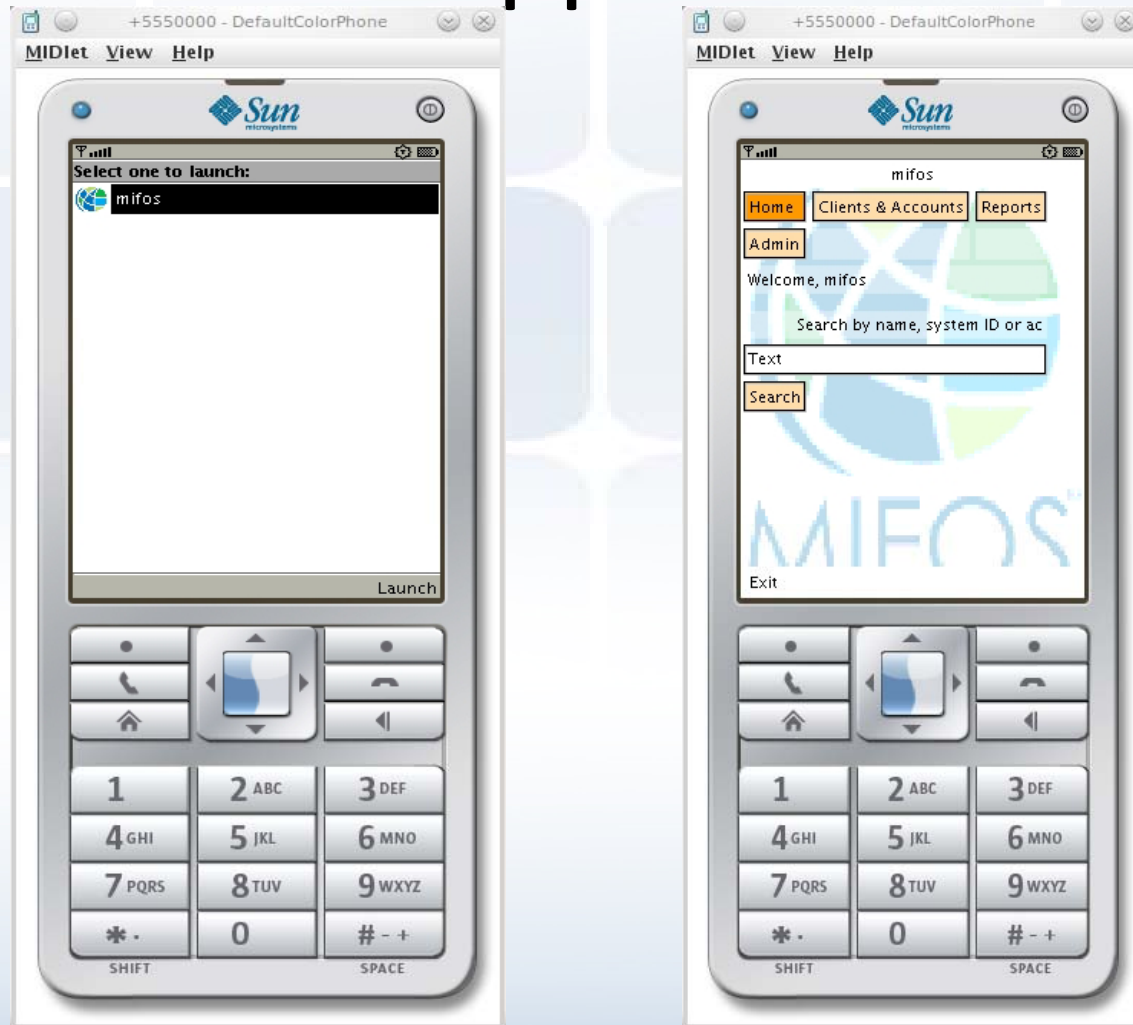 +5550000 - DefaultColorPhone
MIDlet View Help
Sun
microsystems
Select one to launch:
mifos
Launch
1
2 ABC
3 DEF
4 GHI
5 JKL
6 MNO
7 PQRS
8 TUV
9 WXYZ
* .
0
# - +
SHIFT
SPACE
+5550000 - DefaultColorPhone
MIDlet View Help
Sun
microsystems
mifos
Home Clients & Accounts Reports
Admin
Welcome, mifos
Search by name, system ID or ac
Text
Search
MIFOS
Exit
1
2 ABC
3 DEF
4 GHI
5 JKL
6 MNO
7 PQRS
8 TUV
9 WXYZ
* .
0
# - +
SHIFT
SPACE